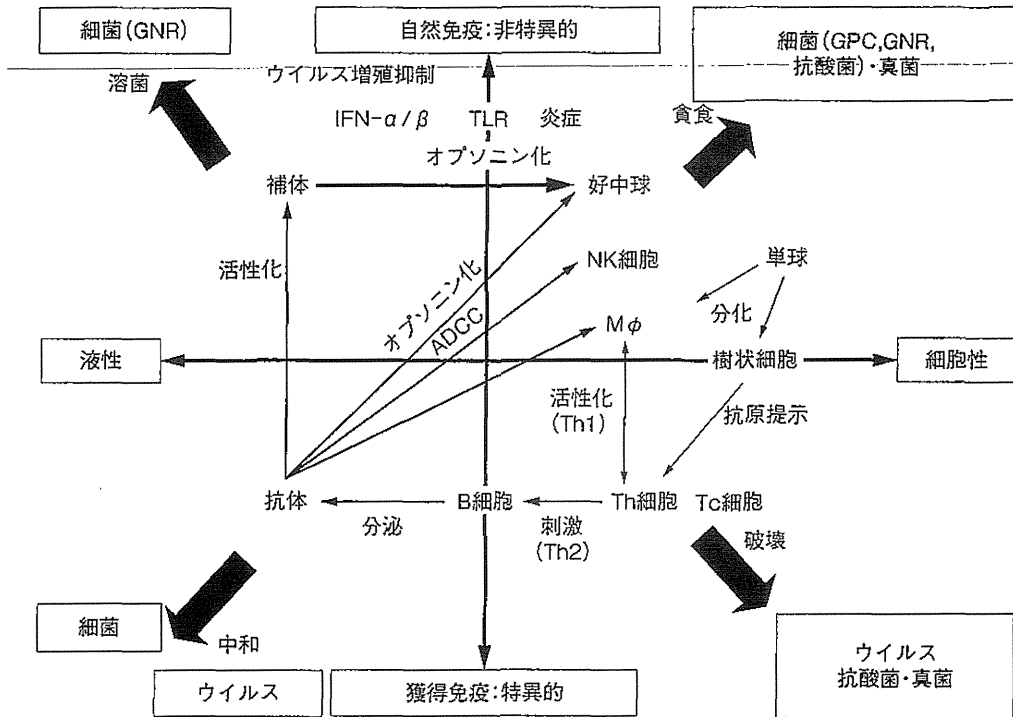 細菌(GNR)
自然免疫:非特異的
細菌(GPC,GNR,
抗酸菌)・真菌
溶菌
ウイルス増殖抑制
IFN-α/β
TLR
炎症
貪食
オプソニン化
補体
好中球
活性化
オプソニン化
NK細胞
単球
ADCC
分化
Mφ
液性
樹状細胞
細胞性
活性化
(Th1)
抗原提示
抗体
B細胞
Th細胞
Tc細胞
分泌
刺激
(Th2)
破壊
細菌
中和
ウイルス
獲得免疫:特異的
ウイルス
抗酸菌・真菌